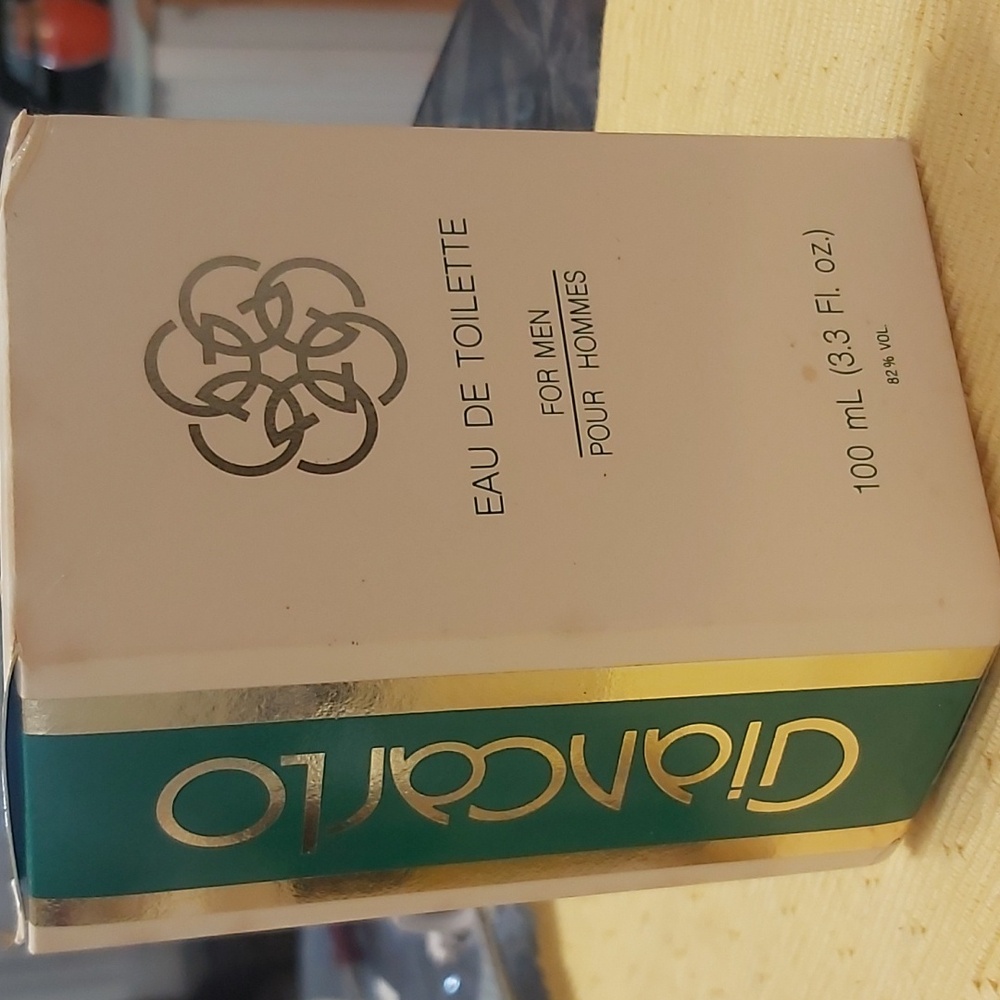 EAU DE TOILETTE
FOR MEN
POUR HOMMES
100 mL (3.3 Fl. oz.)
82% VOL.
Giancarlo